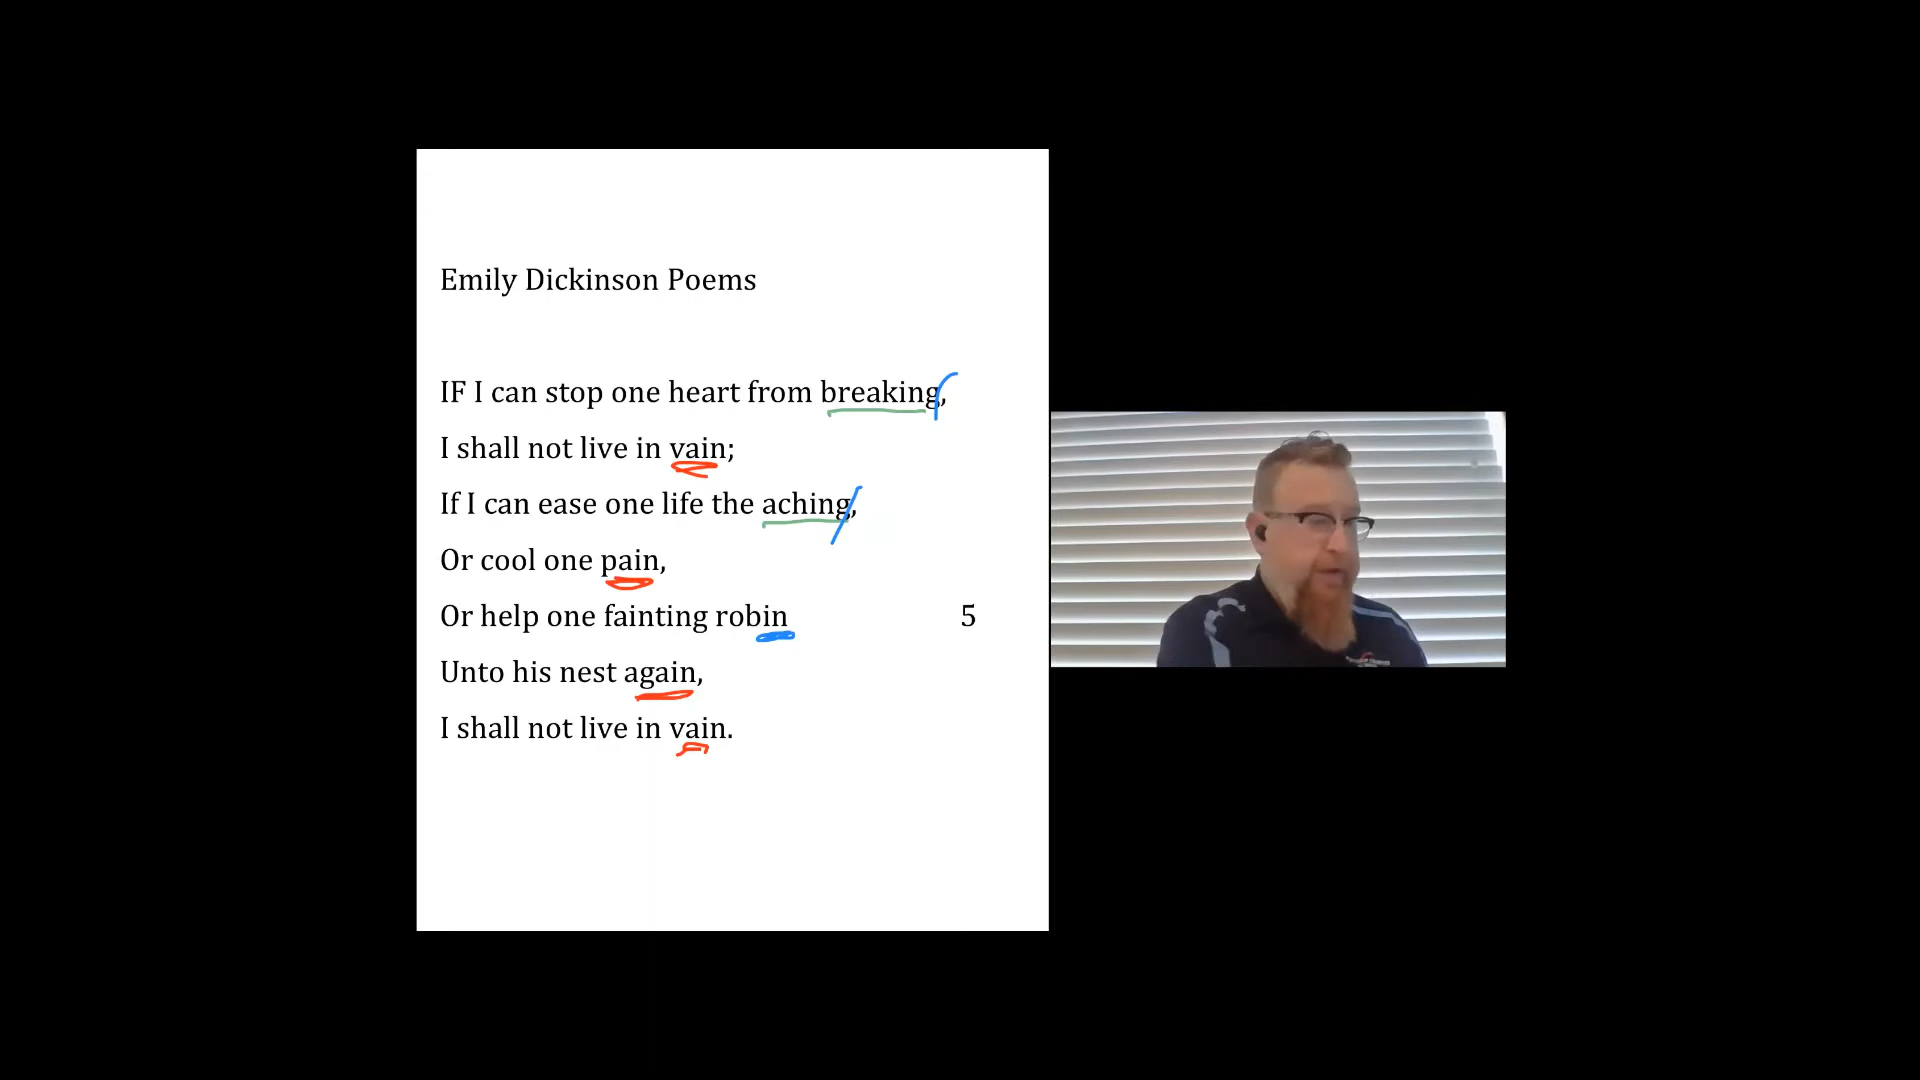 Emily Dickinson Poems
IF I can stop one heart from breaking,
I shall not live in vain;
If I can ease one life the aching,
Or cool one pain,
Or help one fainting robin 5
Unto his nest again,
I shall not live in vain.